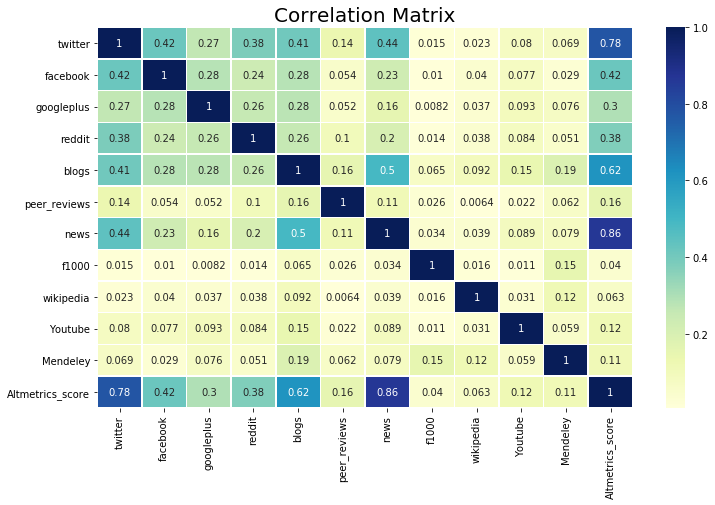 Correlation Matrix
twitter 1 0.42 0.27 0.38 0.41 0.14 0.44 0.015 0.023 0.08 0.069 0.78
facebook 0.42 1 0.28 0.24 0.28 0.054 0.23 0.01 0.04 0.077 0.029 0.42
googleplus 0.27 0.28 1 0.26 0.28 0.052 0.16 0.0082 0.037 0.093 0.076 0.3
reddit 0.38 0.24 0.26 1 0.26 0.1 0.2 0.014 0.038 0.084 0.051 0.38
blogs 0.41 0.28 0.28 0.26 1 0.16 0.5 0.065 0.092 0.15 0.19 0.62
peer_reviews 0.14 0.054 0.052 0.1 0.16 1 0.11 0.026 0.0064 0.022 0.062 0.16
news 0.44 0.23 0.16 0.2 0.5 0.11 1 0.034 0.039 0.089 0.079 0.86
f1000 0.015 0.01 0.0082 0.014 0.065 0.026 0.034 1 0.016 0.011 0.15 0.04
wikipedia 0.023 0.04 0.037 0.038 0.092 0.0064 0.039 0.016 1 0.031 0.12 0.063
Youtube 0.08 0.077 0.093 0.084 0.15 0.022 0.089 0.011 0.031 1 0.059 0.12
Mendeley 0.069 0.029 0.076 0.051 0.19 0.062 0.079 0.15 0.12 0.059 1 0.11
Altmetrics_score 0.78 0.42 0.3 0.38 0.62 0.16 0.86 0.04 0.063 0.12 0.11 1
twitter facebook googleplus reddit blogs peer_reviews news f1000 wikipedia Youtube Mendeley Altmetrics_score
1.0
0.8
0.6
0.4
0.2